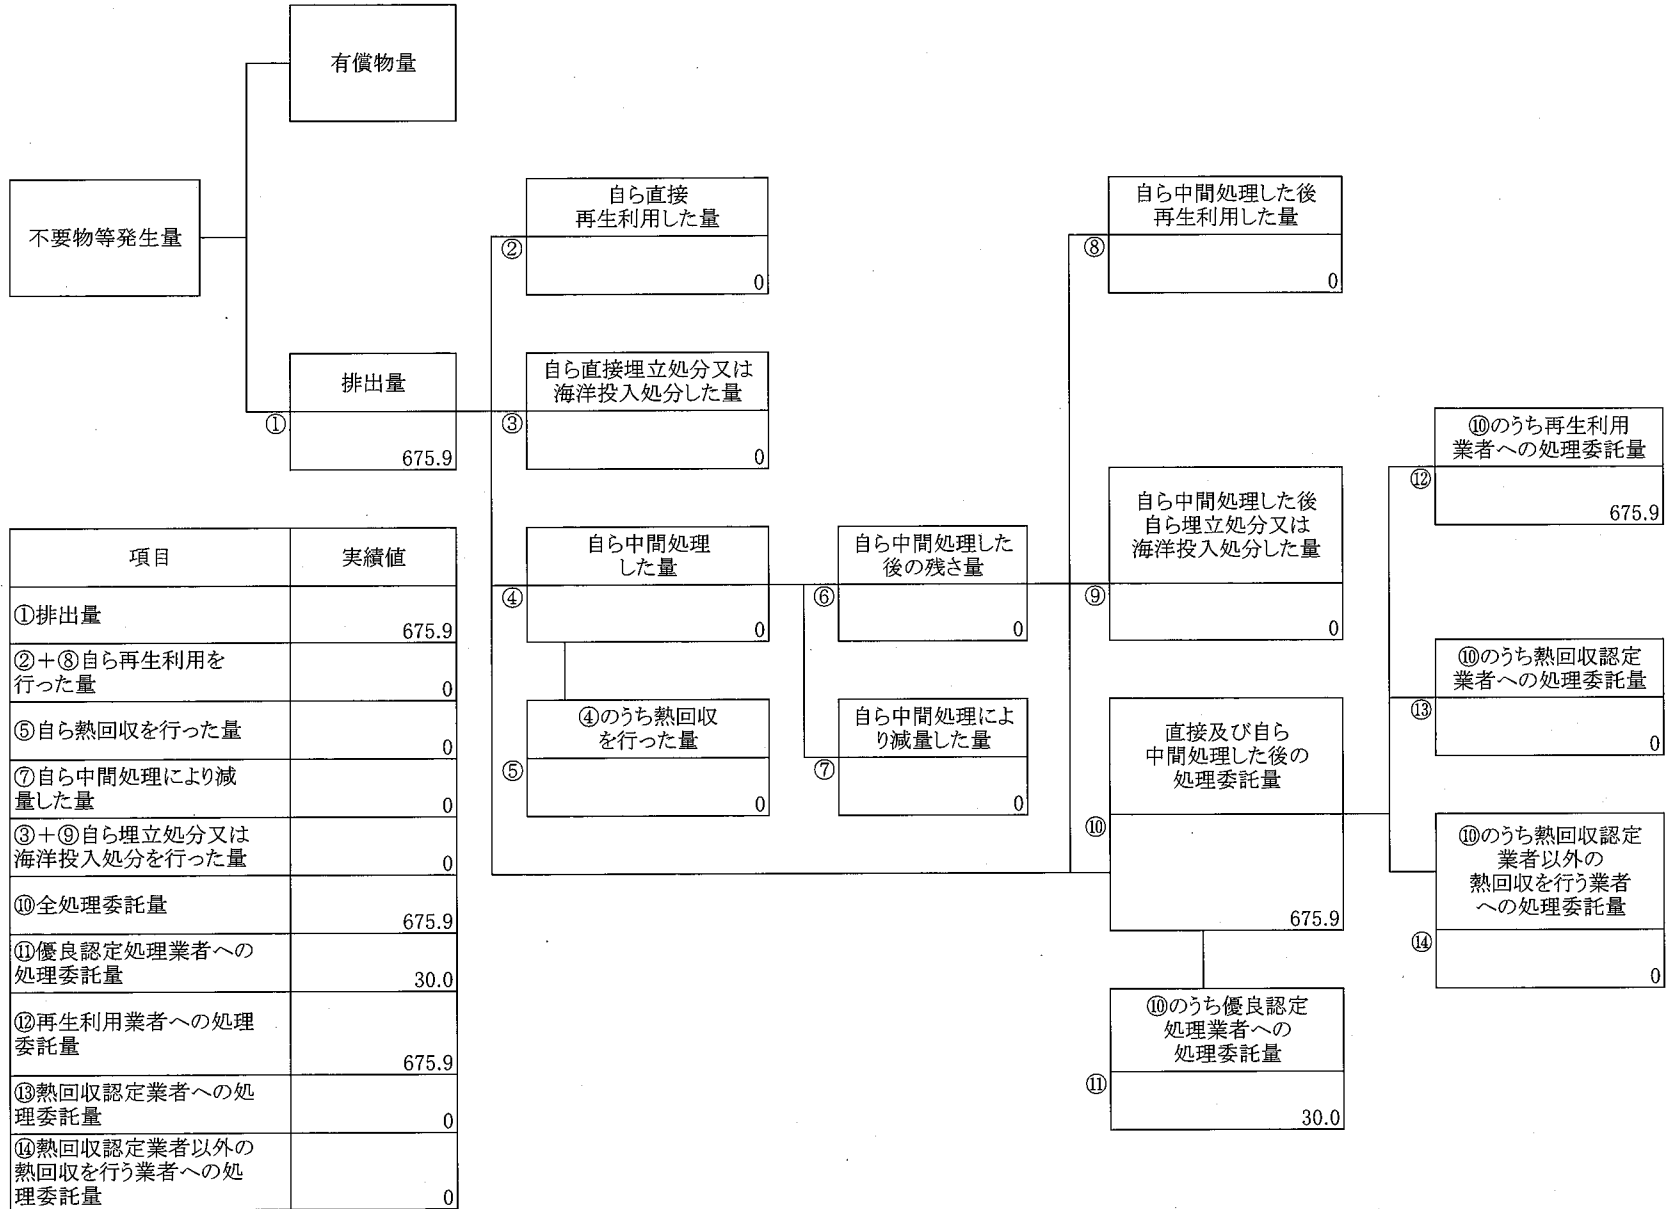 有償物量
不要物等発生量
排出量
①
675.9
自ら直接
再生利用した量
②
0
自ら直接埋立処分又は
海洋投入処分した量
③
0
自ら中間処理
した量
④
0
④のうち熱回収
を行った量
⑤
0
自ら中間処理した
後の残さ量
⑥
0
自ら中間処理によ
り減量した量
⑦
0
自ら中間処理した後
再生利用した量
⑧
0
自ら中間処理した後
自ら埋立処分又は
海洋投入処分した量
⑨
0
直接及び自ら
中間処理した後の
処理委託量
⑩
675.9
⑩のうち優良認定
処理業者への
処理委託量
⑪
30.0
⑩のうち再生利用
業者への処理委託量
⑫
675.9
⑩のうち熱回収認定
業者への処理委託量
⑬
0
⑩のうち熱回収認定
業者以外の
熱回収を行う業者
への処理委託量
⑭
0
項目 実績値
①排出量
675.9
②+⑧自ら再生利用を
行った量
0
⑤自ら熱回収を行った量
0
⑦自ら中間処理により減
量した量
0
③+⑨自ら埋立処分又は
海洋投入処分を行った量
0
⑩全処理委託量
675.9
⑪優良認定処理業者への
処理委託量
30.0
⑫再生利用業者への処理
委託量
675.9
⑬熱回収認定業者への処
理委託量
0
⑭熱回収認定業者以外の
熱回収を行う業者への処
理委託量
0